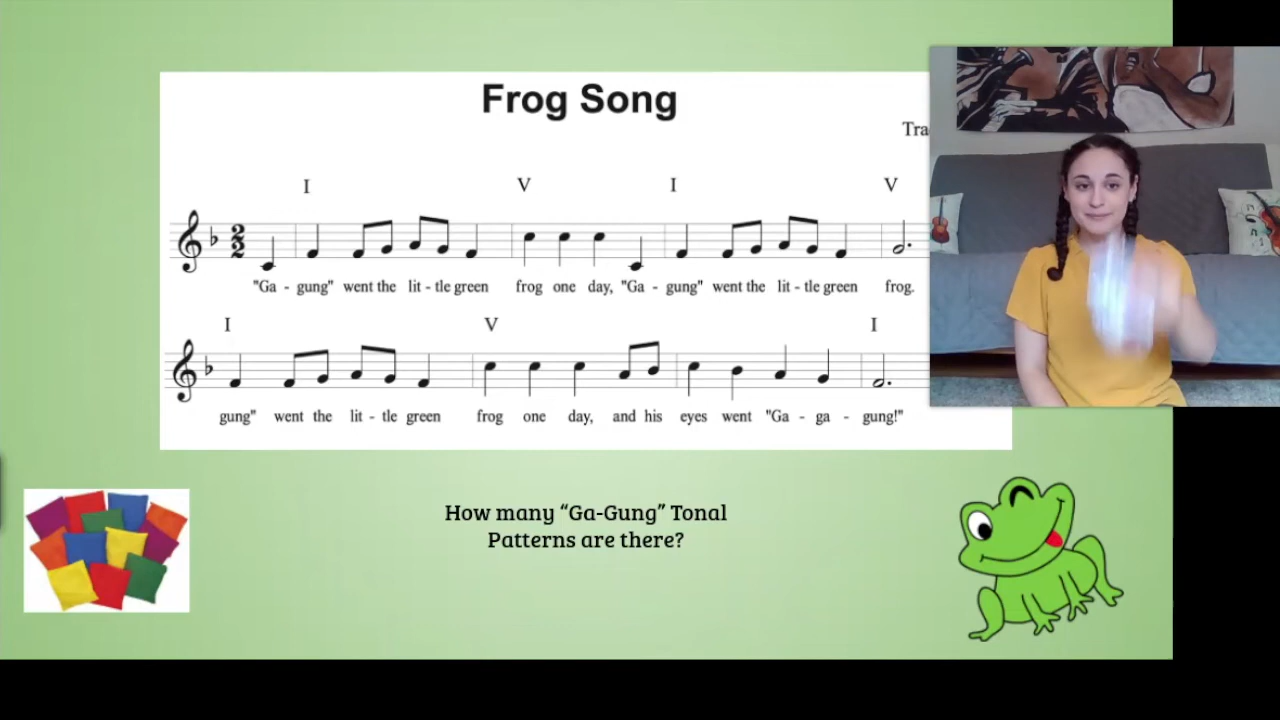 Frog Song
I V I V
"Ga - gung" went the lit - tle green frog one day, "Ga - gung" went the lit - tle green frog.
I V I
gung" went the lit - tle green frog one day, and his eyes went "Ga - ga - gung!"
How many “Ga-Gung” Tonal
Patterns are there?